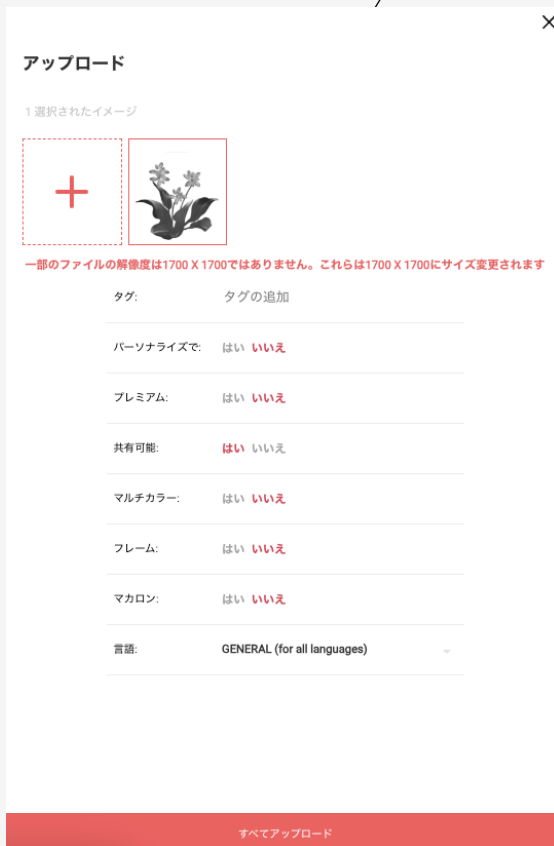 アップロード
1 選択されたイメージ
一部のファイルの解像度は1700 X 1700ではありません。これらは1700 X 1700にサイズ変更されます
タグ: タグの追加
パーソナライズで: はい いいえ
プレミアム: はい いいえ
共有可能: はい いいえ
マルチカラー: はい いいえ
フレーム: はい いいえ
マカロン: はい いいえ
言語: GENERAL (for all languages)
すべてアップロード